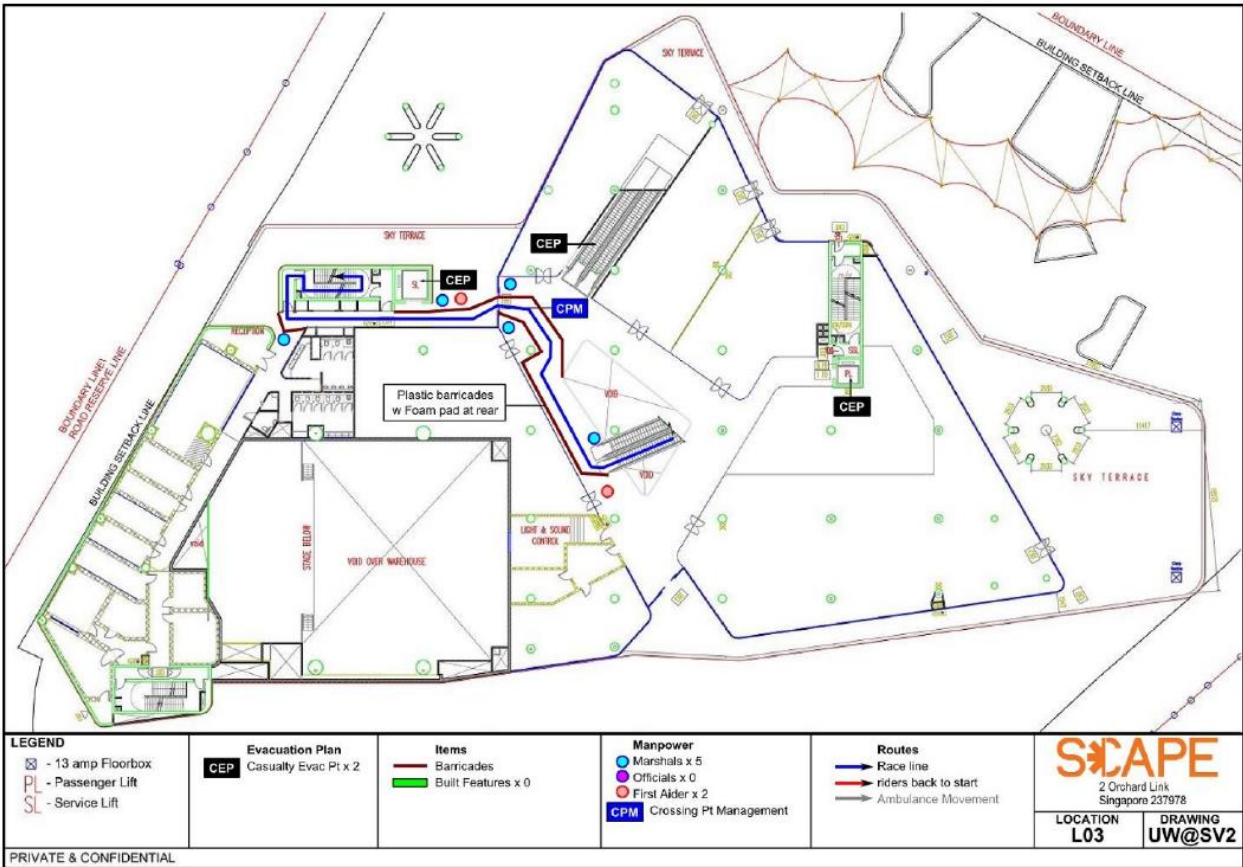 BOUNDARY LINE
BUILDING SETBACK LINE
SKY TERRACE
SKY TERRACE
CEP
SL
CEP
CPM
RECEPTION
BOUNDARY LINE\
ROAD RESERVE LINE
BUILDING SETBACK LINE
Plastic barricades
w Foam pad at rear
VOID
VOID
PL
CEP
SKY TERRACE
STAGE BELOW
VOID OVER WAREHOUSE
LIGHT & SOUND
CONTROL
void
LEGEND
- 13 amp Floorbox
PL - Passenger Lift
SL - Service Lift
Evacuation Plan
CEP Casualty Evac Pt x 2
Items
Barricades
Built Features x 0
Manpower
Marshals x 5
Officials x 0
First Aider x 2
CPM Crossing Pt Management
Routes
Race line
riders back to start
Ambulance Movement
S*CAPE
2 Orchard Link
Singapore 237978
LOCATION
L03
DRAWING
UW@SV2
PRIVATE & CONFIDENTIAL